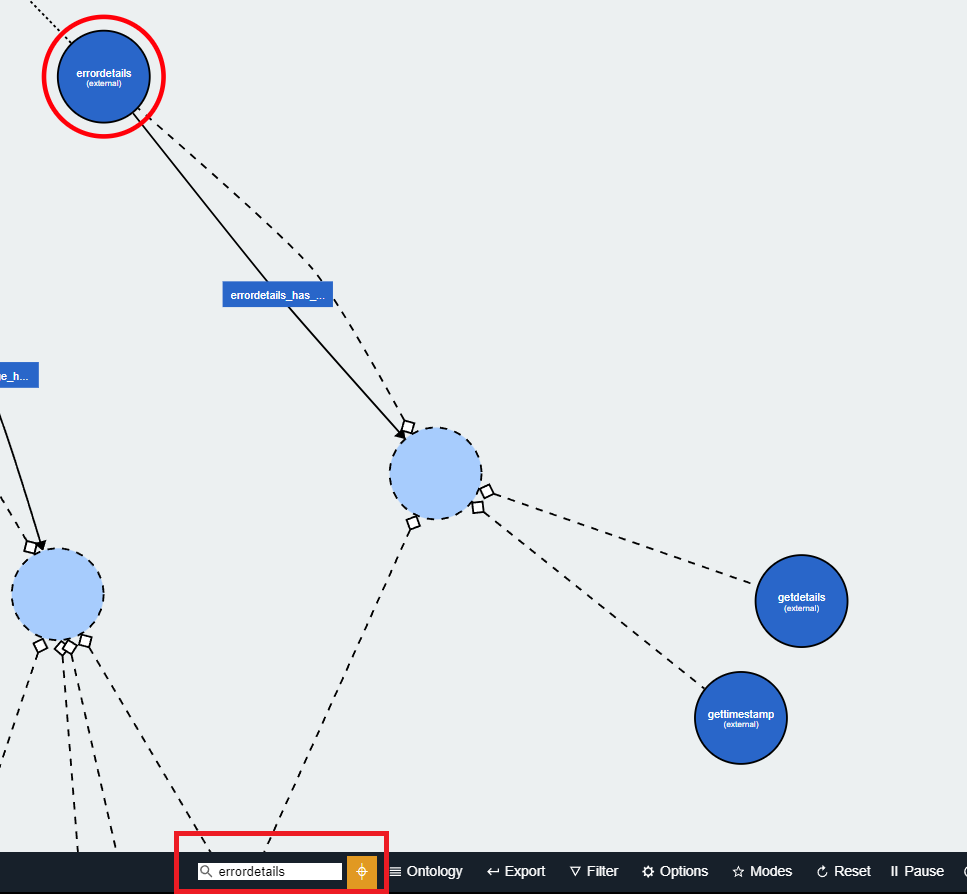 errordetails
(external)
errordetails_has_...
e_h...
getdetails
(external)
gettimestamp
(external)
errordetails
Ontology
Export
Filter
Options
Modes
Reset
Pause